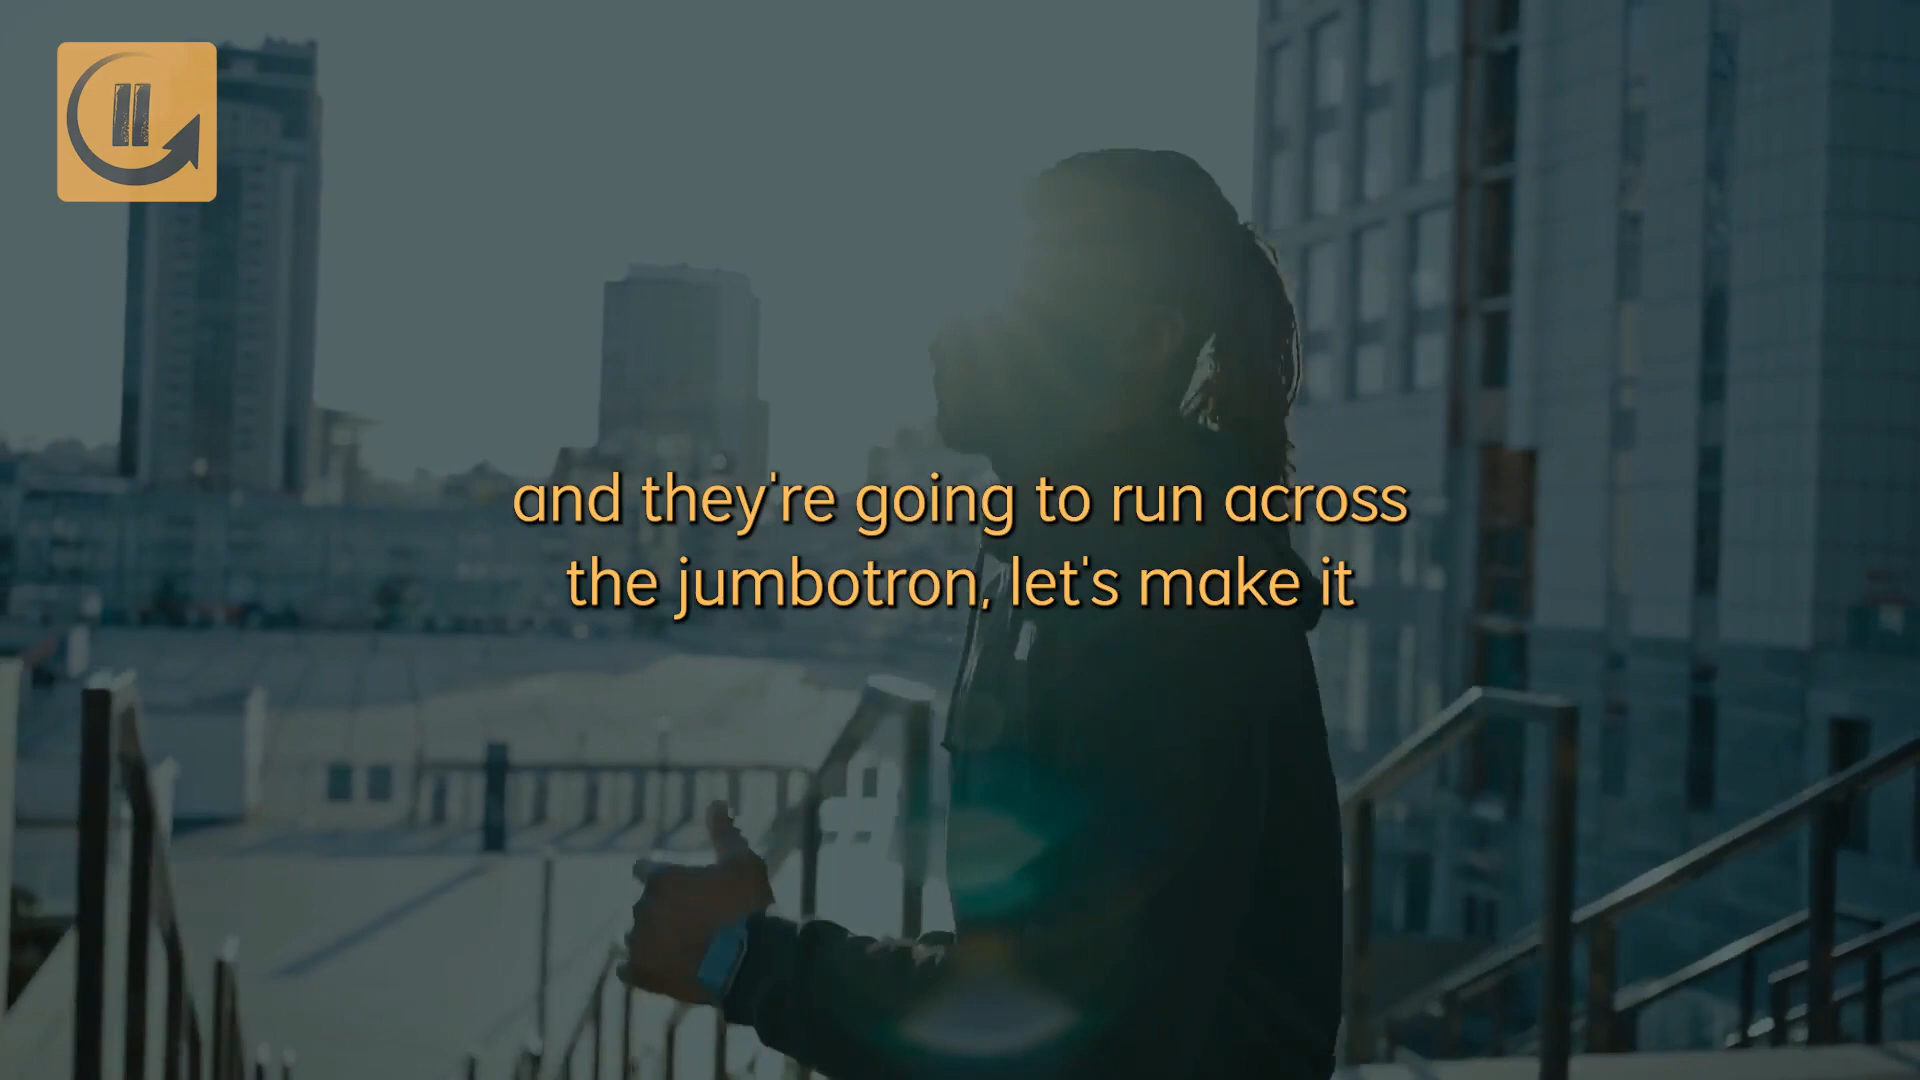 and they're going to run across
the jumbotron, let's make it